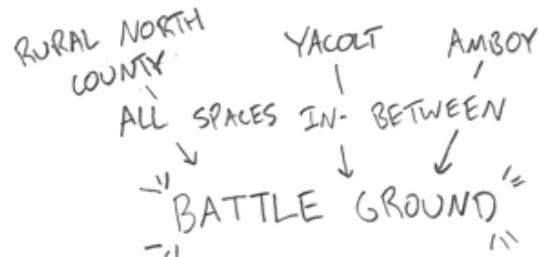 RURAL NORTH
COUNTY
YACOLT
AMBOY
ALL SPACES IN- BETWEEN
BATTLE GROUND